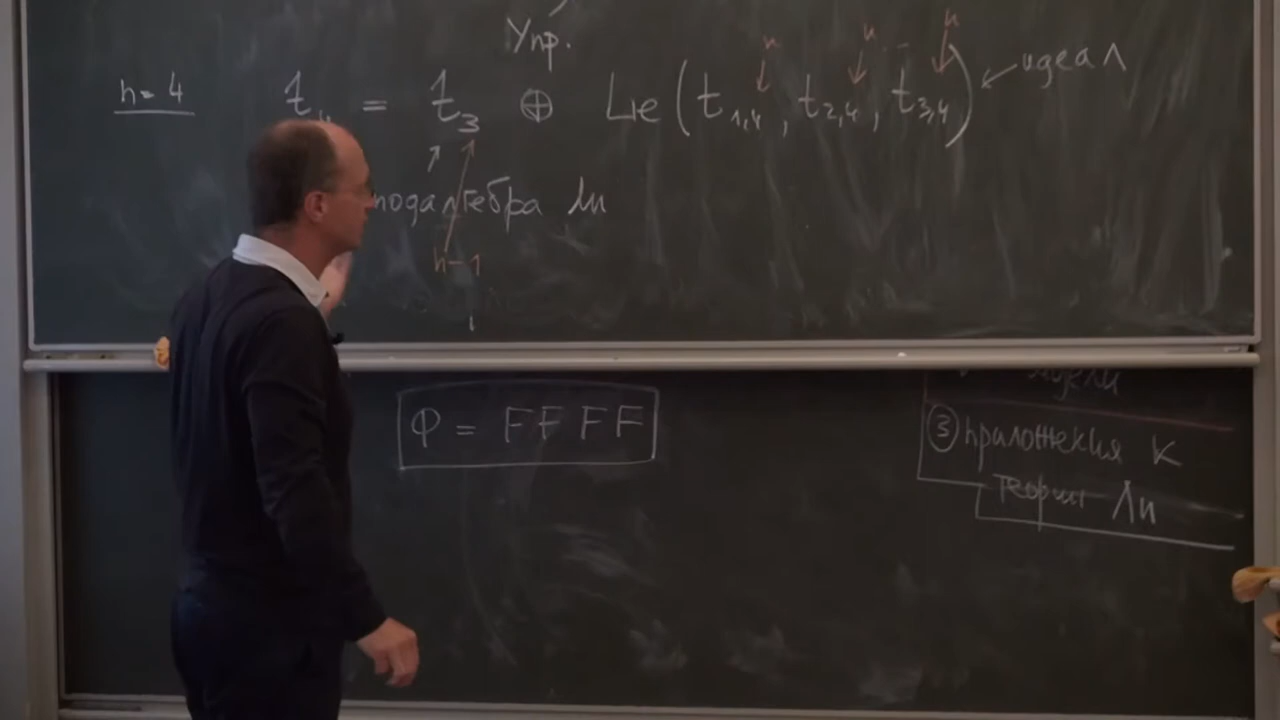 Упр.
n = 4 t₄ = t₃ ⊕ Lie(t₁,₄, t₂,₄, t₃,₄) идеал
n n n
подалгебра Ли
n-1
Φ = FFFF
③ приложения к
теории Ли